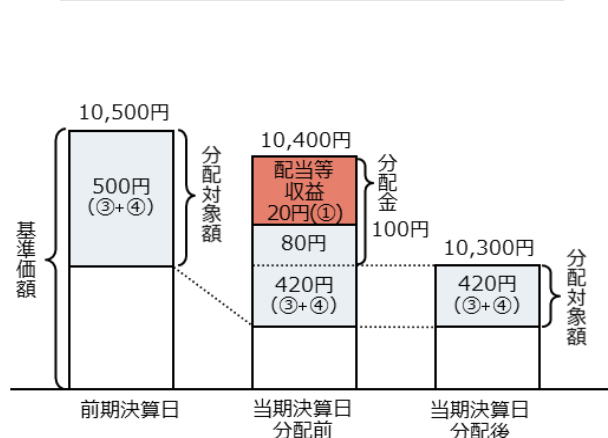 10,500円
500円
(③+④)
分配対象額
基準価額
10,400円
配当等
収益
20円(①)
80円
420円
(③+④)
分配金
100円
10,300円
420円
(③+④)
分配対象額
前期決算日
当期決算日
分配前
当期決算日
分配後